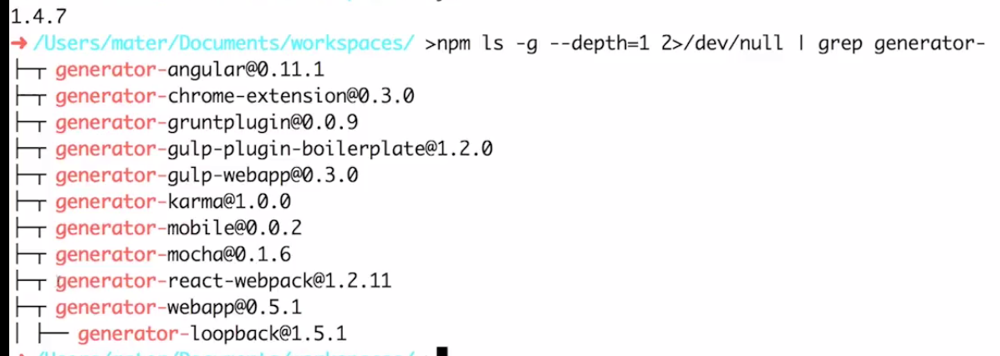 1.4.7
➜ /Users/mater/Documents/workspaces/ >npm ls -g --depth=1 2>/dev/null | grep generator-
├─┬ generator-angular@0.11.1
├─┬ generator-chrome-extension@0.3.0
├─┬ generator-gruntplugin@0.0.9
├─┬ generator-gulp-plugin-boilerplate@1.2.0
├─┬ generator-gulp-webapp@0.3.0
├─┬ generator-karma@1.0.0
├─┬ generator-mobile@0.0.2
├─┬ generator-mocha@0.1.6
├─┬ generator-react-webpack@1.2.11
├─┬ generator-webapp@0.5.1
│ ├── generator-loopback@1.5.1